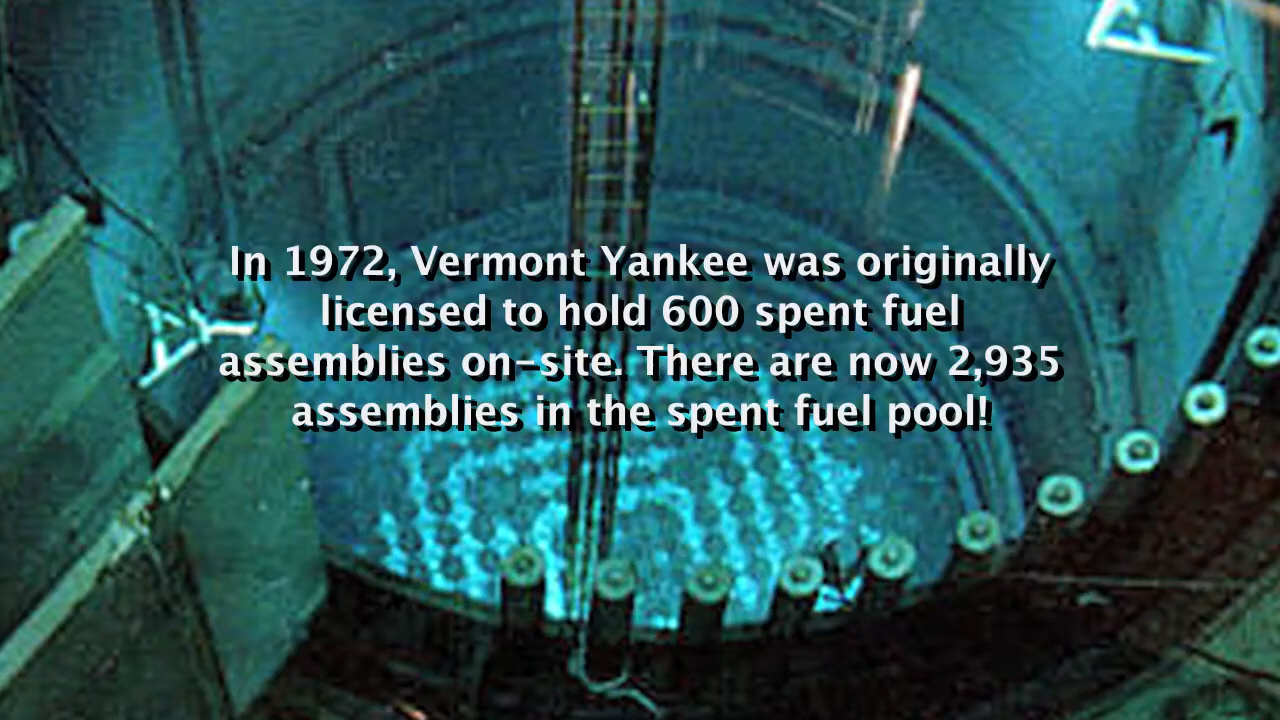 In 1972, Vermont Yankee was originally
licensed to hold 600 spent fuel
assemblies on-site. There are now 2,935
assemblies in the spent fuel pool!